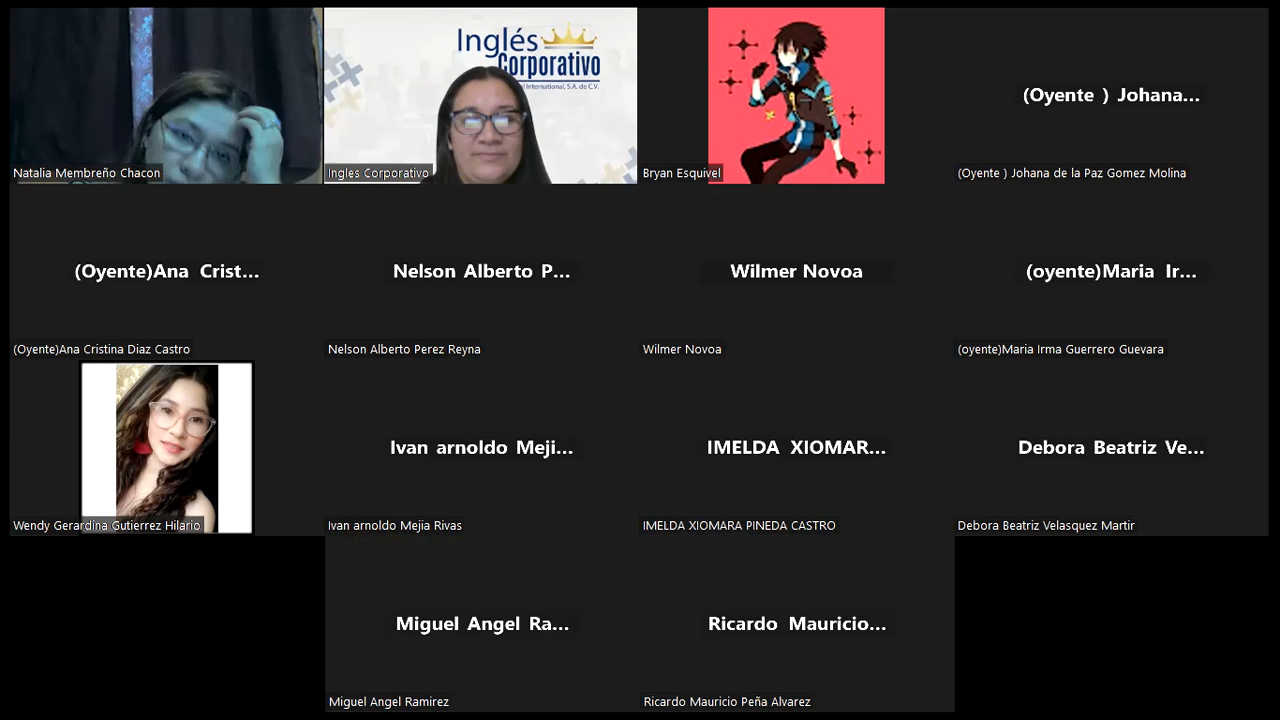 Inglés
Corporativo
l International, S.A. de C.V.
Natalia Membreño Chacon
Ingles Corporativo
Bryan Esquivel
(Oyente ) Johana...
(Oyente ) Johana de la Paz Gomez Molina
(Oyente)Ana Crist...
Nelson Alberto P...
Wilmer Novoa
(oyente)Maria Ir...
(Oyente)Ana Cristina Diaz Castro
Nelson Alberto Perez Reyna
Wilmer Novoa
(oyente)Maria Irma Guerrero Guevara
Ivan arnoldo Meji...
IMELDA XIOMAR...
Debora Beatriz Ve...
Wendy Gerardina Gutierrez Hilario
Ivan arnoldo Mejia Rivas
IMELDA XIOMARA PINEDA CASTRO
Debora Beatriz Velasquez Martir
Miguel Angel Ra...
Ricardo Mauricio...
Miguel Angel Ramirez
Ricardo Mauricio Peña Alvarez